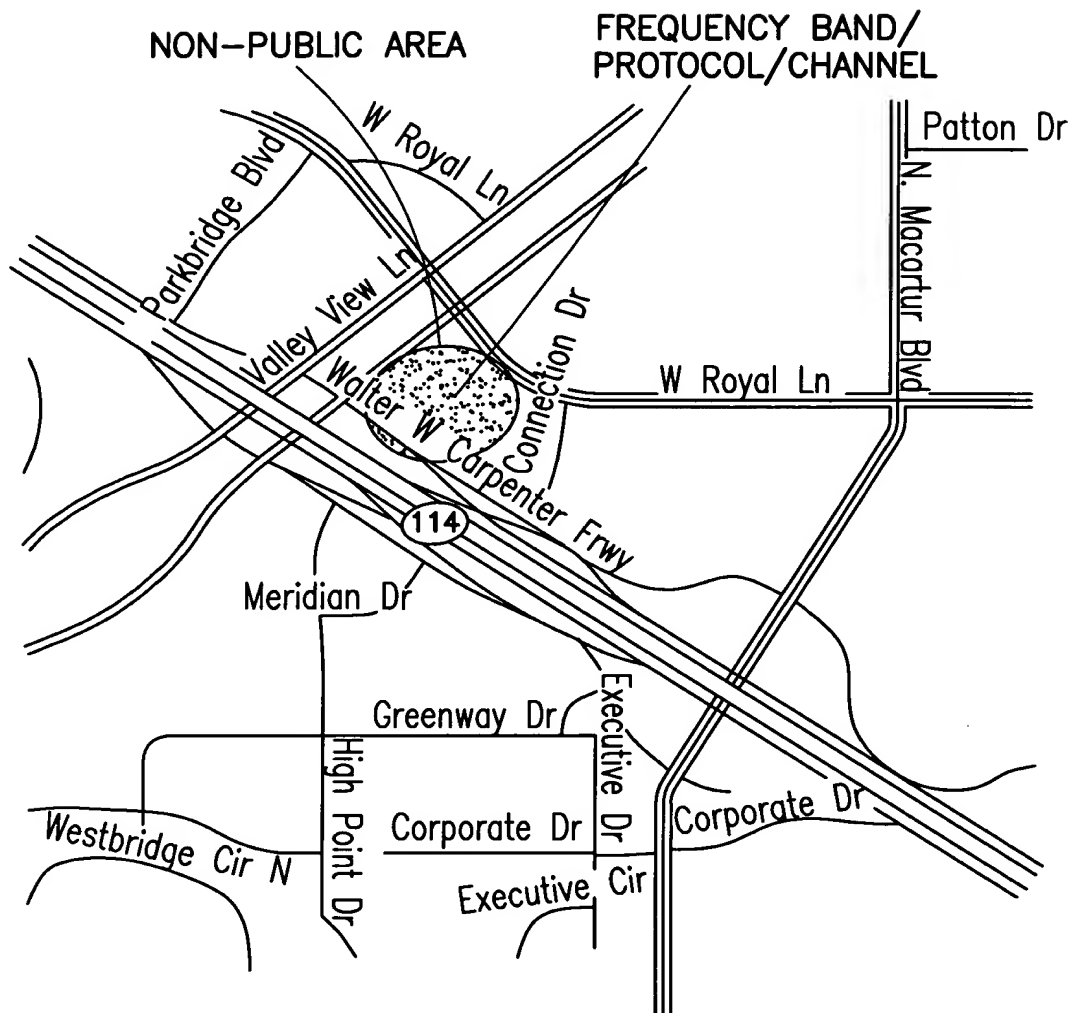 NON-PUBLIC AREA
FREQUENCY BAND/
PROTOCOL/CHANNEL
W Royal Ln
Patton Dr
Parkbridge Blvd
N. Macartur Blvd
Valley View Ln
Connection Dr
W Royal Ln
Walter W Carpenter Frwy
114
Meridian Dr
Greenway Dr
Executive Dr
High Point Dr
Corporate Dr
Corporate Dr
Westbridge Cir N
Executive Cir